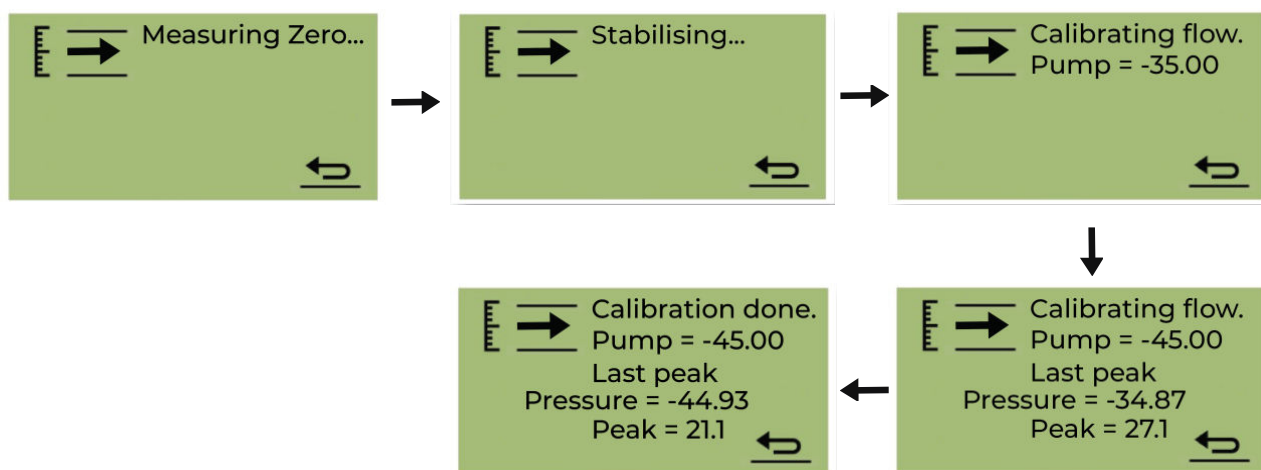 Measuring Zero...
Stabilising...
Calibrating flow.
Pump = -35.00
Calibrating flow.
Pump = -45.00
Last peak
Pressure = -34.87
Peak = 27.1
Calibration done.
Pump = -45.00
Last peak
Pressure = -44.93
Peak = 21.1